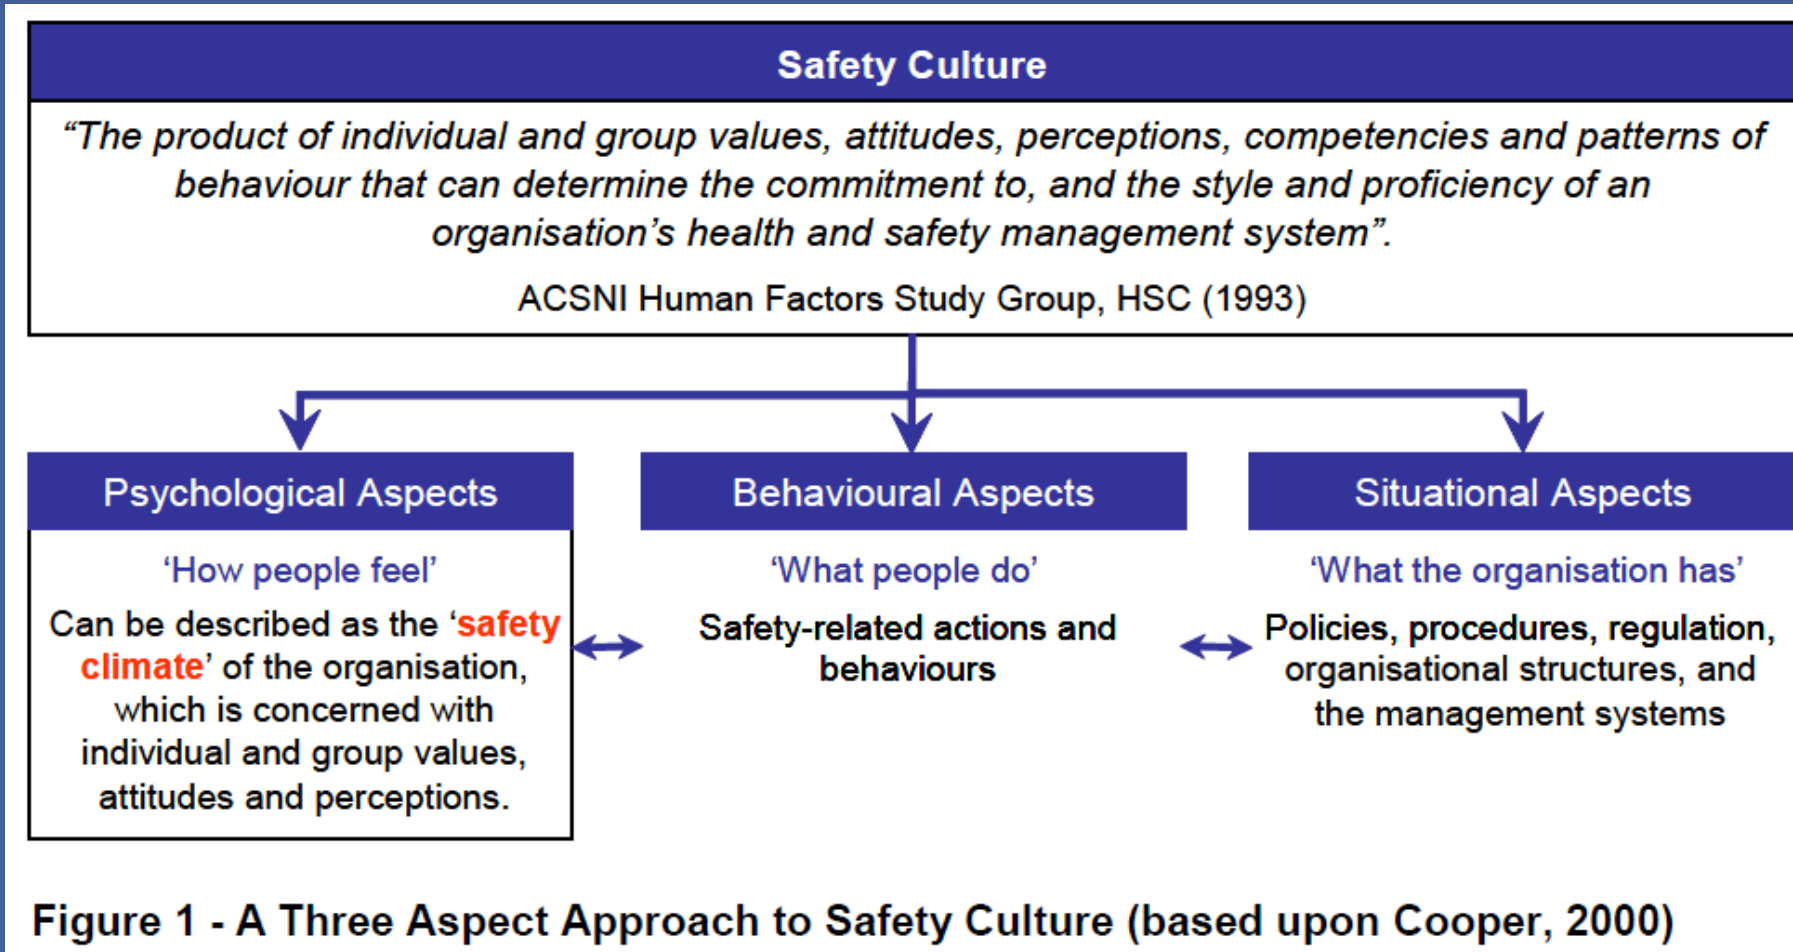 Safety Culture
“The product of individual and group values, attitudes, perceptions, competencies and patterns of
behaviour that can determine the commitment to, and the style and proficiency of an
organisation’s health and safety management system”.
ACSNI Human Factors Study Group, HSC (1993)
Psychological Aspects
‘How people feel’
Can be described as the ‘safety
climate’ of the organisation,
which is concerned with
individual and group values,
attitudes and perceptions.
Behavioural Aspects
‘What people do’
Safety-related actions and
behaviours
Situational Aspects
‘What the organisation has’
Policies, procedures, regulation,
organisational structures, and
the management systems
Figure 1 - A Three Aspect Approach to Safety Culture (based upon Cooper, 2000)